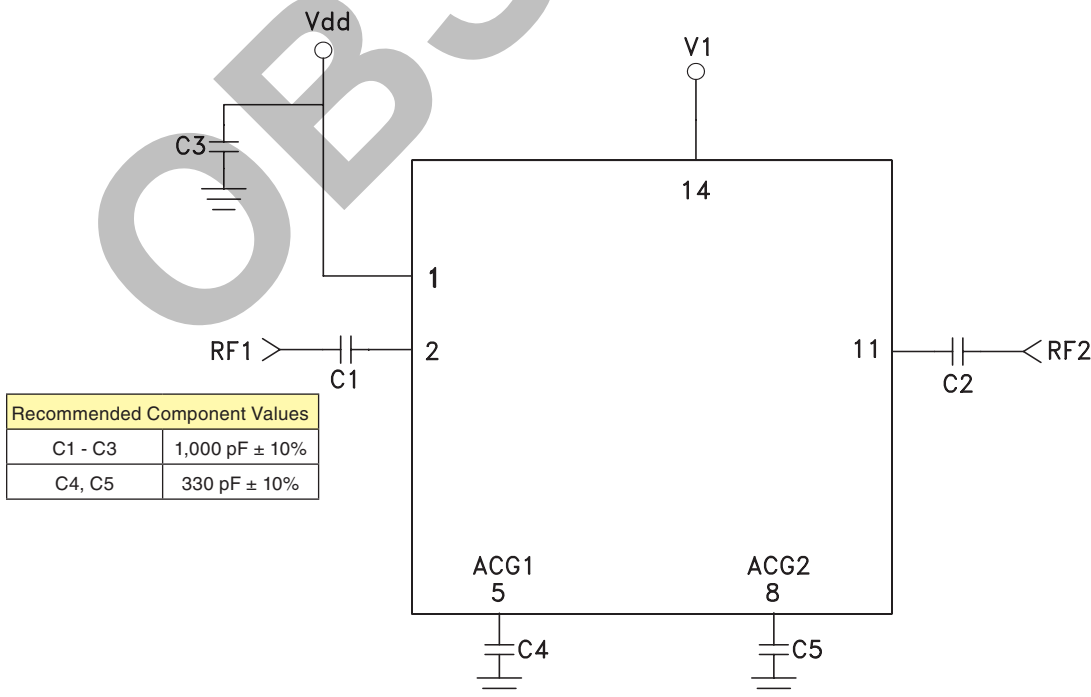 Vdd
V1
C3
14
1
RF1
2
C1
11
RF2
C2
Recommended Component Values
C1 - C3 1,000 pF ± 10%
C4, C5 330 pF ± 10%
ACG1
5
ACG2
8
C4
C5